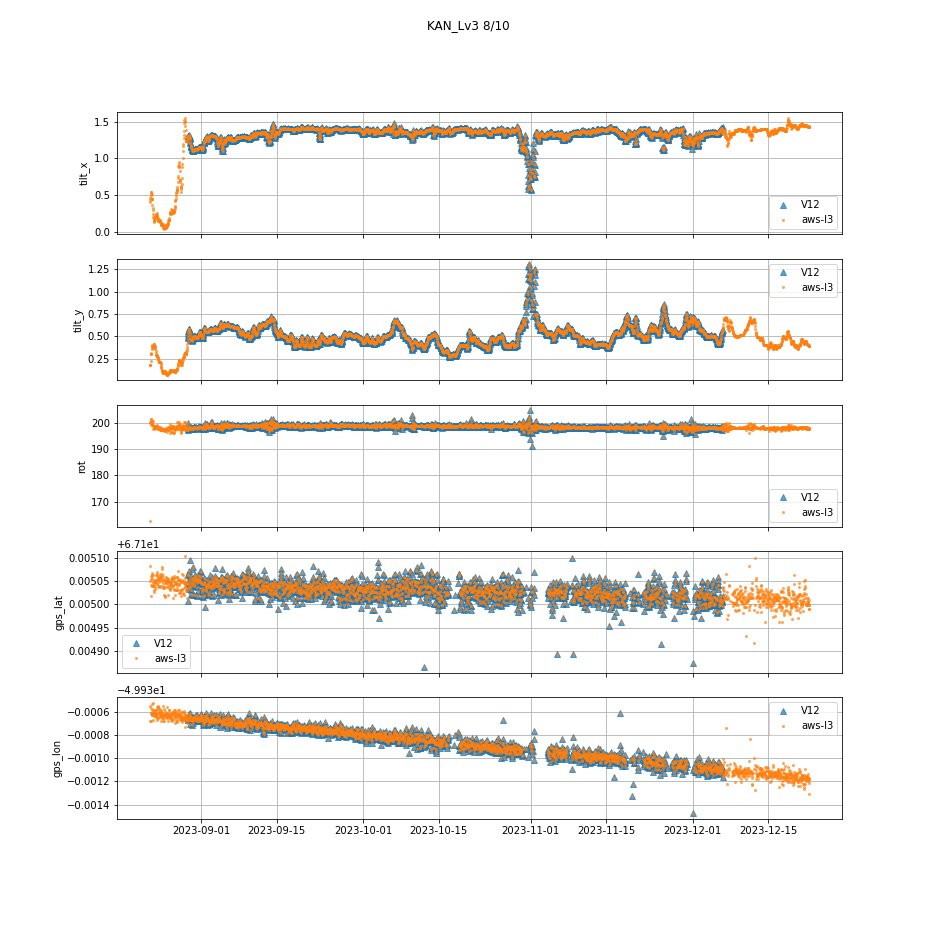 KAN_Lv3 8/10
1.5
1.0
0.5
0.0
tilt_x
V12
aws-l3
1.25
1.00
0.75
0.50
0.25
tilt_y
V12
aws-l3
200
190
180
170
rot
V12
aws-l3
+6.71e1
0.00510
0.00505
0.00500
0.00495
0.00490
gps_lat
V12
aws-l3
−4.993e1
−0.0006
−0.0008
−0.0010
−0.0012
−0.0014
gps_lon
V12
aws-l3
2023-09-01 2023-09-15 2023-10-01 2023-10-15 2023-11-01 2023-11-15 2023-12-01 2023-12-15